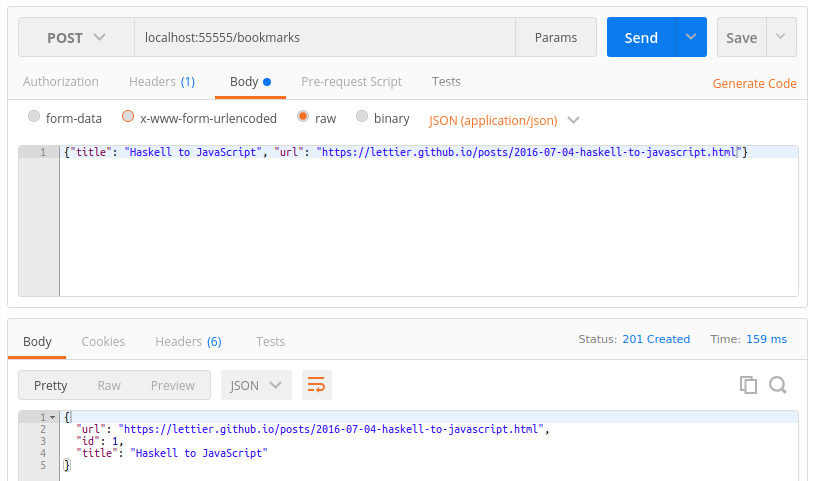 POST localhost:55555/bookmarks Params Send Save
Authorization Headers (1) Body Pre-request Script Tests Generate Code
form-data x-www-form-urlencoded raw binary JSON (application/json)
1 {"title": "Haskell to JavaScript", "url": "https://lettier.github.io/posts/2016-07-04-haskell-to-javascript.html"}
Body Cookies Headers (6) Tests Status: 201 Created Time: 159 ms
Pretty Raw Preview JSON
1 {
2 "url": "https://lettier.github.io/posts/2016-07-04-haskell-to-javascript.html",
3 "id": 1,
4 "title": "Haskell to JavaScript"
5 }